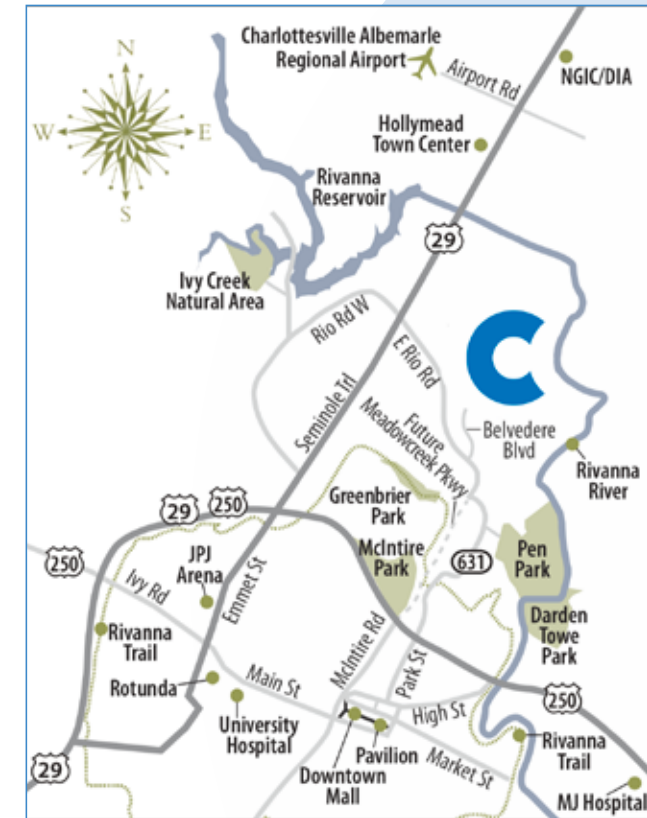 N
W
E
S
Charlottesville Albemarle
Regional Airport
Airport Rd
NGIC/DIA
Hollymead
Town Center
Rivanna
Reservoir
29
Ivy Creek
Natural Area
Rio Rd W
E Rio Rd
C
Seminole Trl
Future
Meadowcreek Pkwy
Belvedere
Blvd
Rivanna
River
Greenbrier
Park
29
250
250
JPJ
Arena
McIntire
Park
631
Pen
Park
Ivy Rd
Emmet St
Darden
Towe
Park
Rivanna
Trail
McIntire Rd
Park St
Rotunda
Main St
University
Hospital
High St
250
Pavilion
Downtown
Mall
Market St
Rivanna
Trail
29
MJ Hospital